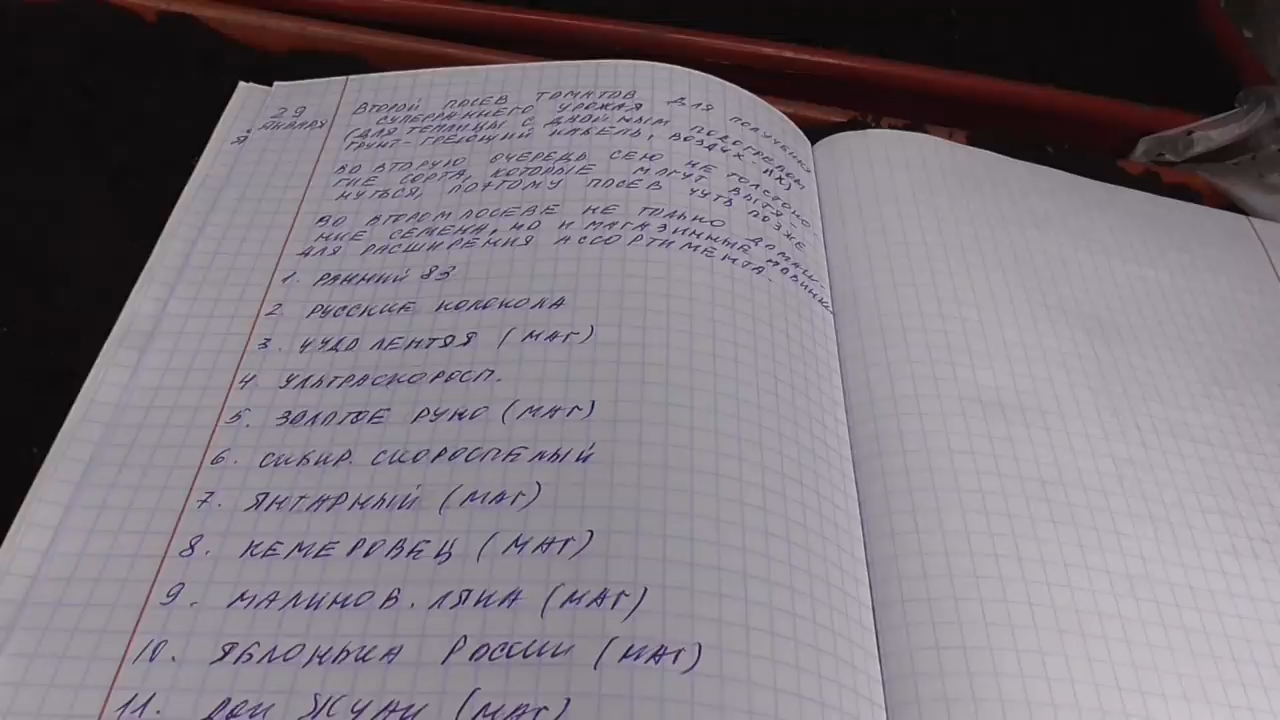 29
ЯНВАРЯ
ВТОРОЙ ПОСЕВ ТОМАТОВ ДЛЯ ПОЛУЧЕНИЯ
СУПЕРРАННЕГО УРОЖАЯ
(ДЛЯ ТЕПЛИЦЫ С ДВОЙНЫМ ПОДОГРЕВОМ
ГРУНТ-ГРЕЮЩИЙ КАБЕЛЬ, ВОЗДУХ-ПХ)
ВО ВТОРУЮ ОЧЕРЕДЬ СЕЮ НЕ ТОЛСТОНО
ГИЕ СОРТА, КОТОРЫЕ МОГУТ ВЫТЯ-
НУТЬСЯ, ПОЭТОМУ ПОСЕВ ЧУТЬ ПОЗЖЕ
ВО ВТОРОМ ПОСЕВЕ НЕ ТОЛЬКО ДОМАШ-
НИЕ СЕМЕНА, НО И МАГАЗИННЫЕ НОВИНКИ
ДЛЯ РАСШИРЕНИЯ АССОРТИМЕНТА.
1. РАННИЙ 83
2 РУССКИЕ КОЛОКОЛА
3. ЧУДО ЛЕНТЯЯ (МАГ)
4 УЛЬТРАСКОРОСП.
5. ЗОЛОТОЕ РУНО (МАГ)
6. СИБИР. СКОРОСПЕЛЫЙ
7. ЯНТАРНЫЙ (МАГ)
8. КЕМЕРОВЕЦ (МАГ)
9. МАЛИНОВ. ЛЯНА (МАГ)
10. ЯБЛОНЬКА РОССИИ (МАГ)
11. ДОН ЖУАН (МАГ)